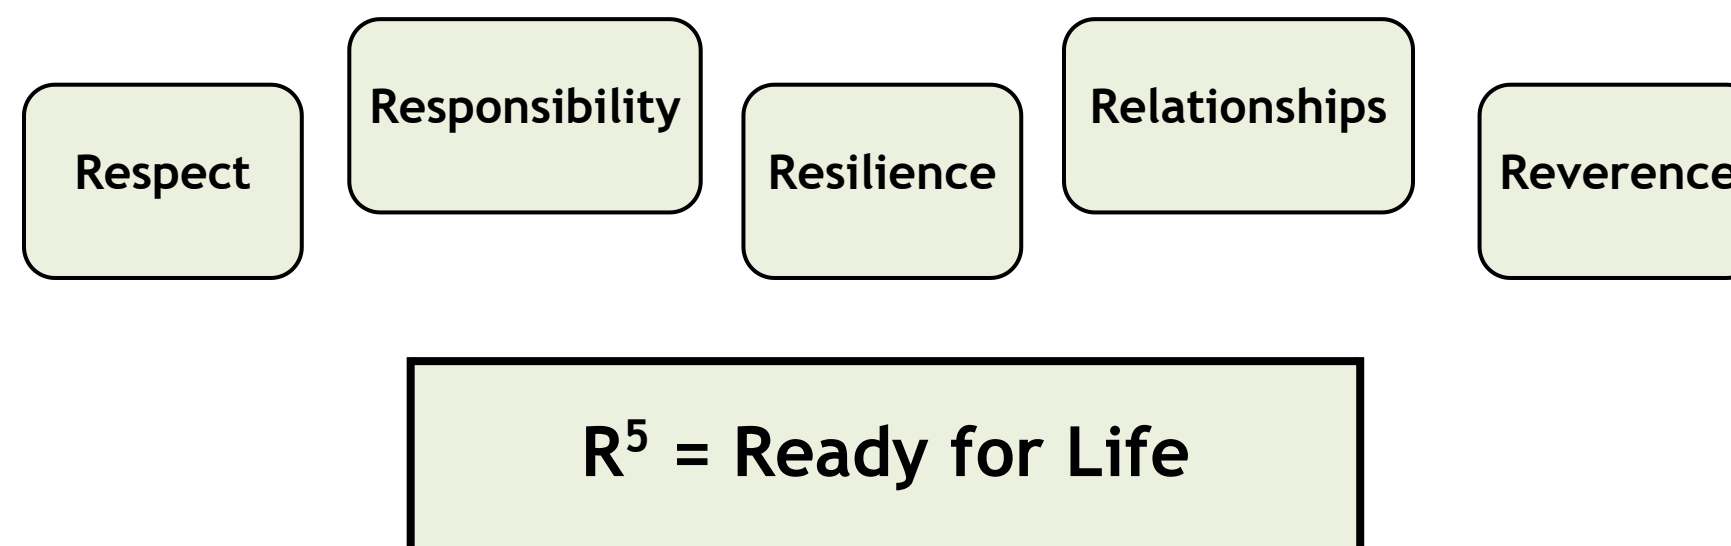 Respect
Responsibility
Resilience
Relationships
Reverence
R⁵ = Ready for Life